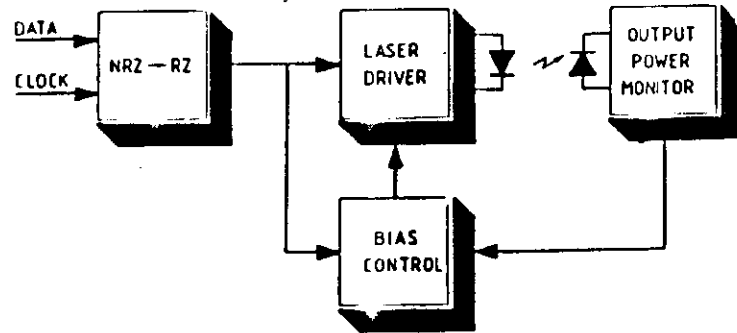 DATA
CLOCK
NRZ → RZ
LASER
DRIVER
OUTPUT
POWER
MONITOR
BIAS
CONTROL